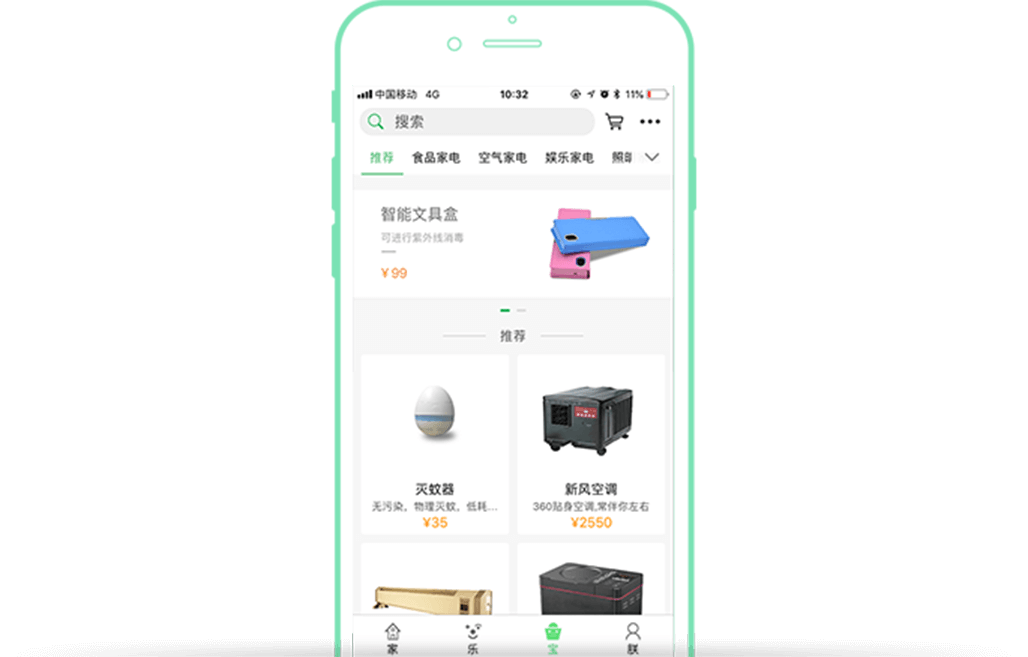 中国移动 4G 10:32 11%
搜索
推荐 食品家电 空气家电 娱乐家电
智能文具盒
可进行紫外线消毒
¥99
推荐
灭蚊器 新风空调
无污染，物理灭蚊，低耗... 360贴身空调,常伴你左右
¥35 ¥2550
家 乐 宝 朕